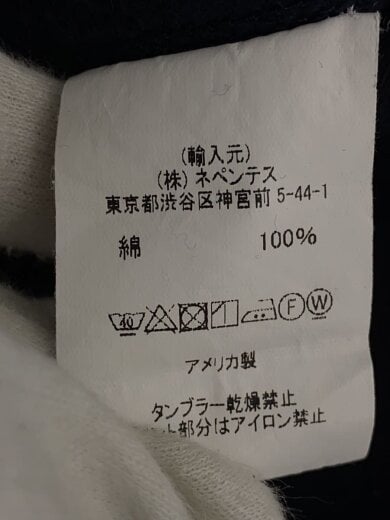 (輸入元)
(株) ネペンテス
東京都渋谷区神宮前 5-44-1
綿 100%
40 F W
アメリカ製
タンブラー乾燥禁止
ト部分はアイロン禁止